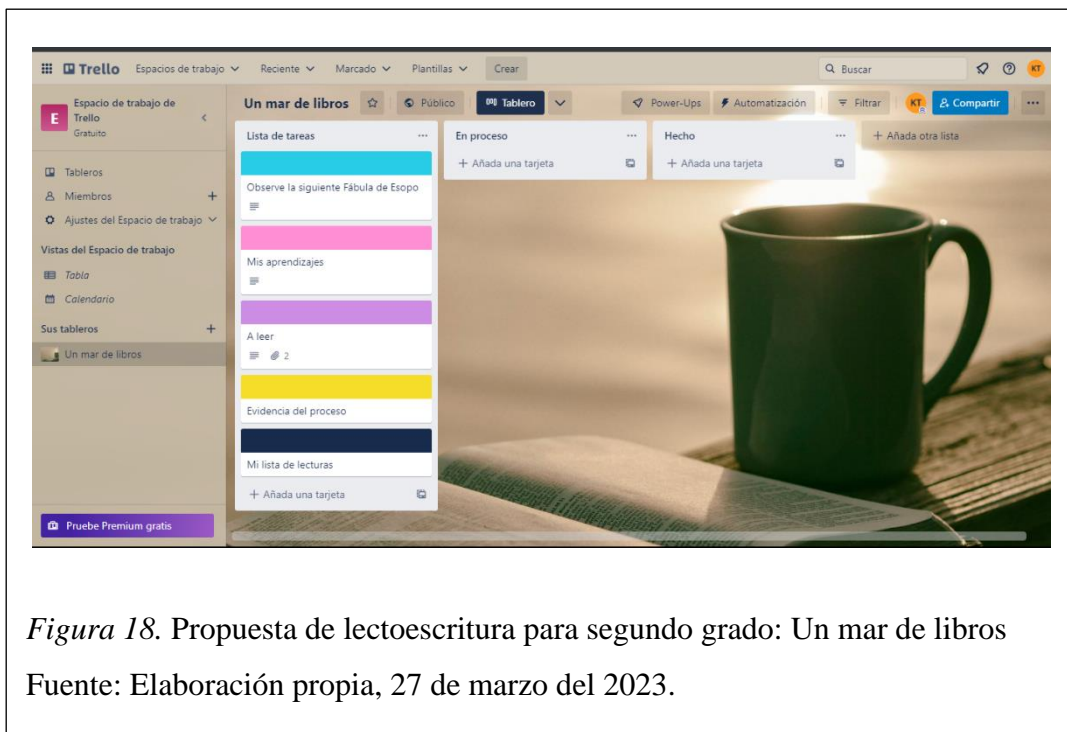 Trello Espacios de trabajo Reciente Marcado Plantillas Crear Buscar KT
E Espacio de trabajo de Trello
Gratuito
Tableros
Miembros +
Ajustes del Espacio de trabajo
Vistas del Espacio de trabajo
Tabla
Calendario
Sus tableros +
Un mar de libros
Pruebe Premium gratis
Un mar de libros Público Tablero Power-Ups Automatización Filtrar KT Compartir ...
Lista de tareas ...
Observe la siguiente Fábula de Esopo
Mis aprendizajes
A leer
2
Evidencia del proceso
Mi lista de lecturas
+ Añada una tarjeta
En proceso ...
+ Añada una tarjeta
Hecho ...
+ Añada una tarjeta
+ Añada otra lista
Figura 18. Propuesta de lectoescritura para segundo grado: Un mar de libros
Fuente: Elaboración propia, 27 de marzo del 2023.